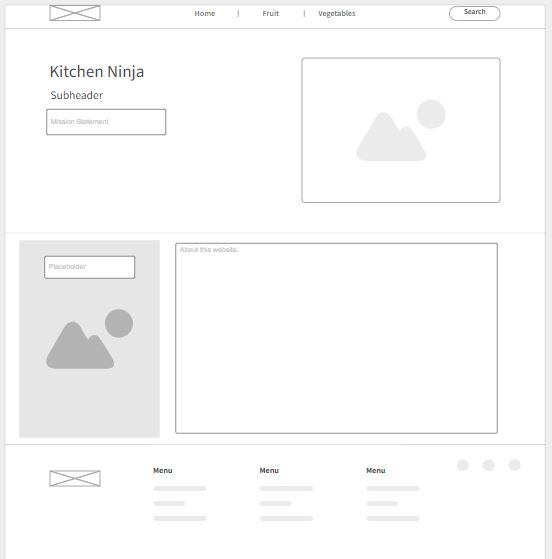 Home | Fruit | Vegetables Search
Kitchen Ninja
Subheader
Mission Statement
Placeholder
About this website.
Menu Menu Menu